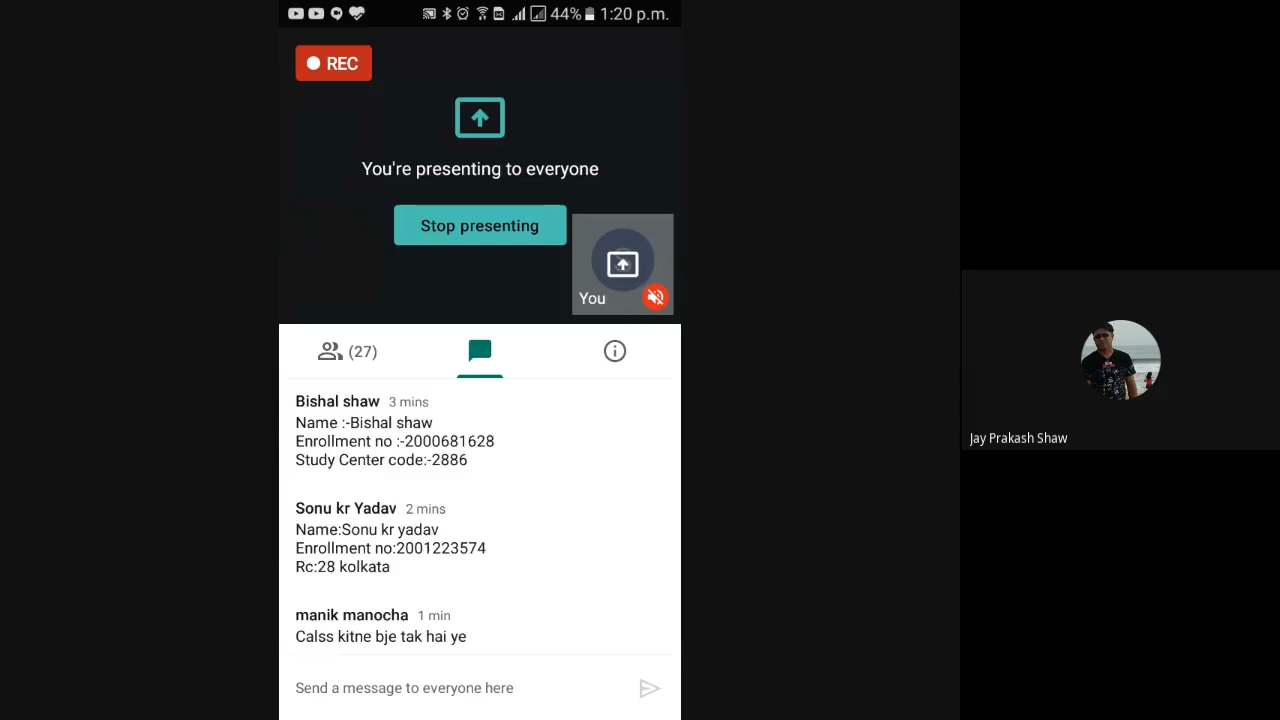 44% 1:20 p.m.
REC
You're presenting to everyone
Stop presenting
You
(27)
Bishal shaw 3 mins
Name :-Bishal shaw
Enrollment no :-2000681628
Study Center code:-2886
Sonu kr Yadav 2 mins
Name:Sonu kr yadav
Enrollment no:2001223574
Rc:28 kolkata
manik manocha 1 min
Calss kitne bje tak hai ye
Send a message to everyone here
Jay Prakash Shaw